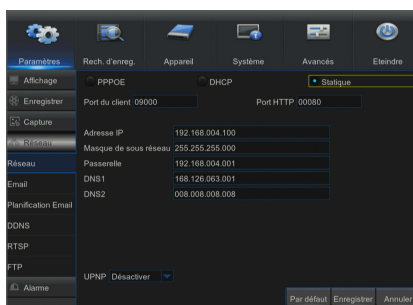 Paramètres
Rech. d'enreg.
Appareil
Système
Avancés
Eteindre
Affichage
Enregistrer
Capture
Réseau
Réseau
Email
Planification Email
DDNS
RTSP
FTP
Alarme
PPPOE
DHCP
Statique
Port du client 09000
Port HTTP 00080
Adresse IP 192.168.004.100
Masque de sous réseau 255.255.255.000
Passerelle 192.168.004.001
DNS1 168.126.063.001
DNS2 008.008.008.008
UPNP Désactiver
Par défaut
Enregistrer
Annuler